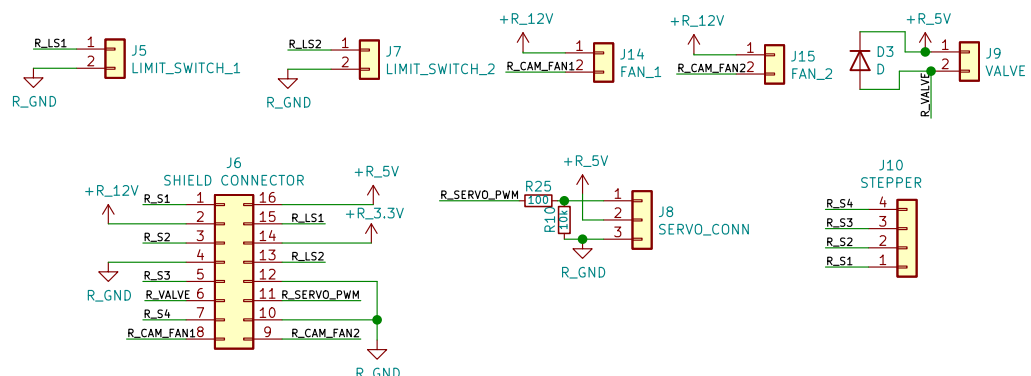 R_LS1
1
2
J5
LIMIT_SWITCH_1
R_GND
R_LS2
1
2
J7
LIMIT_SWITCH_2
R_GND
+R_12V
1
R_CAM_FAN1
2
J14
FAN_1
+R_12V
1
R_CAM_FAN2
2
J15
FAN_2
D3
D
+R_5V
1
2
R_VALVE
J9
VALVE
J6
SHIELD CONNECTOR
+R_12V
R_S1
1
2
R_S2
3
4
R_GND
R_S3
5
R_VALVE
6
R_S4
7
R_CAM_FAN1
8
16
+R_5V
15
R_LS1
14
+R_3.3V
13
R_LS2
12
11
R_SERVO_PWM
10
9
R_CAM_FAN2
R_GND
R_SERVO_PWM
R25
100
R10
10k
+R_5V
1
2
3
R_GND
J8
SERVO_CONN
J10
STEPPER
R_S4
4
R_S3
3
R_S2
2
R_S1
1